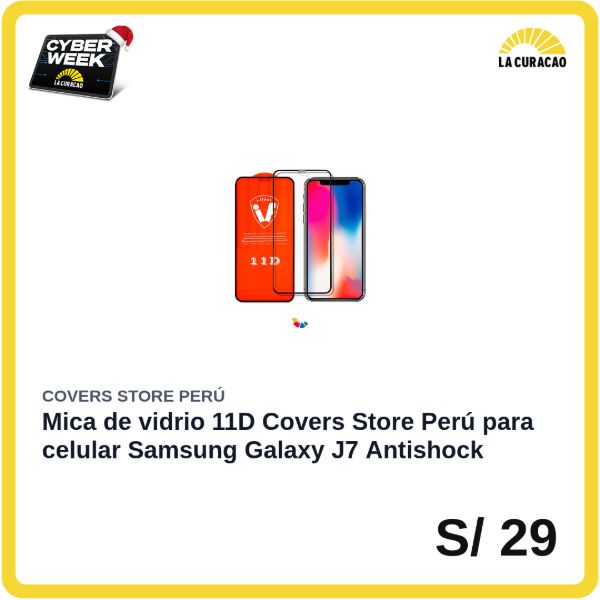 CYBER
WEEK
LA CURACAO
LA CURACAO
11D
COVERS STORE PERÚ
Mica de vidrio 11D Covers Store Perú para
celular Samsung Galaxy J7 Antishock
S/ 29